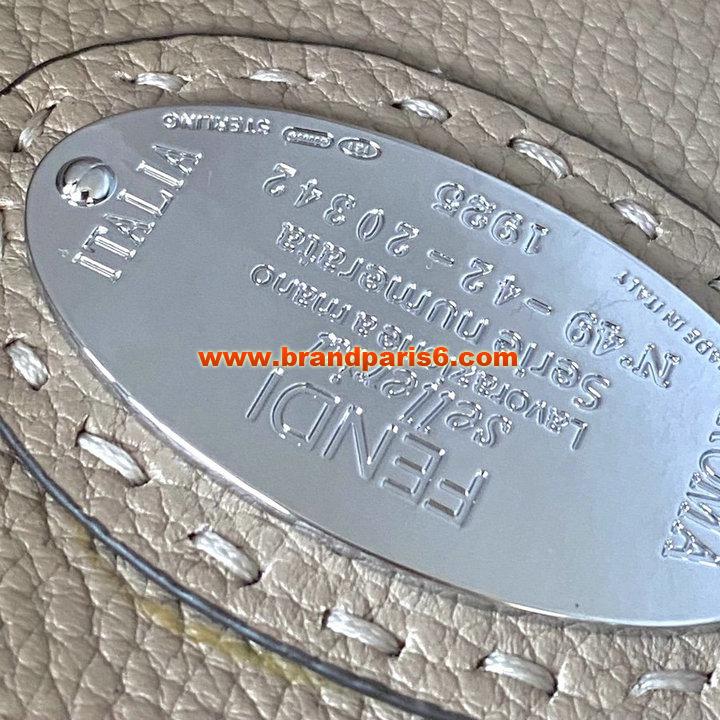 FENDI
Selleria
Lavorazione a mano
Serie numerata
N° 49 - 42 - 20342
1925
STERLING
ITALIA
ROMA
MADE IN ITALY
www.brandparis6.com